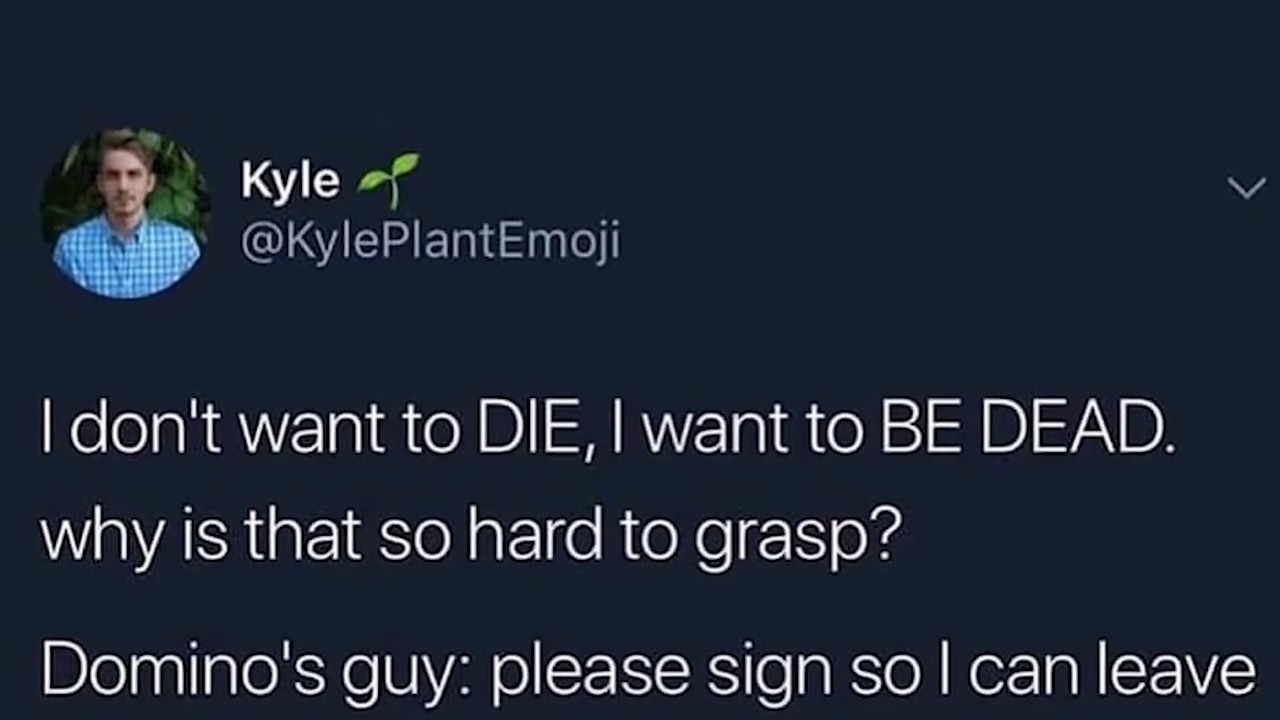 Kyle 🌱
@KylePlantEmoji
I don't want to DIE, I want to BE DEAD.
why is that so hard to grasp?
Domino's guy: please sign so I can leave